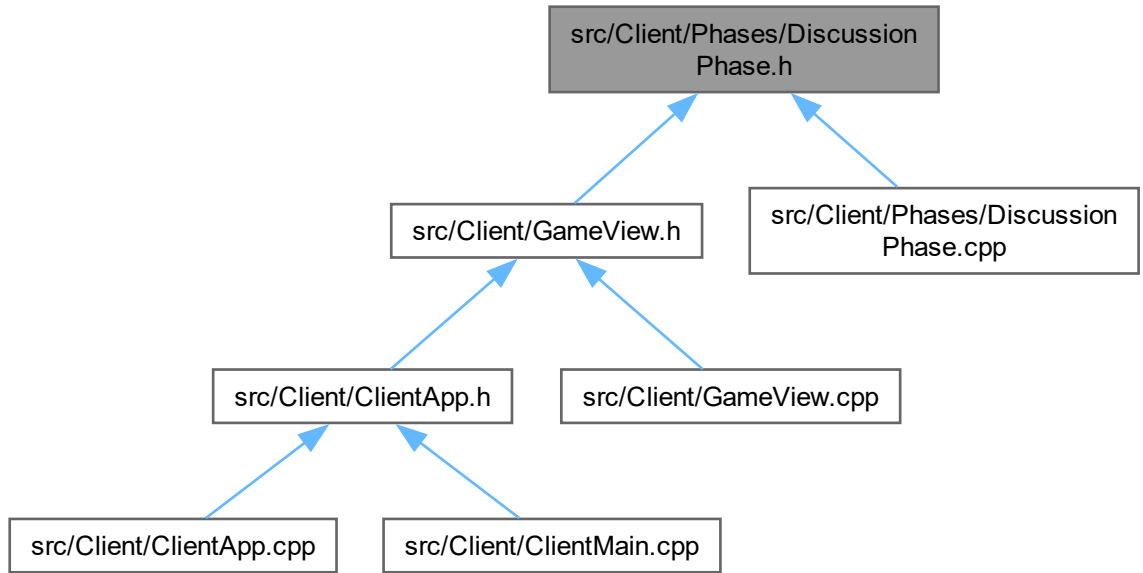 src/Client/Phases/Discussion
Phase.h
src/Client/GameView.h
src/Client/Phases/Discussion
Phase.cpp
src/Client/ClientApp.h
src/Client/GameView.cpp
src/Client/ClientApp.cpp
src/Client/ClientMain.cpp